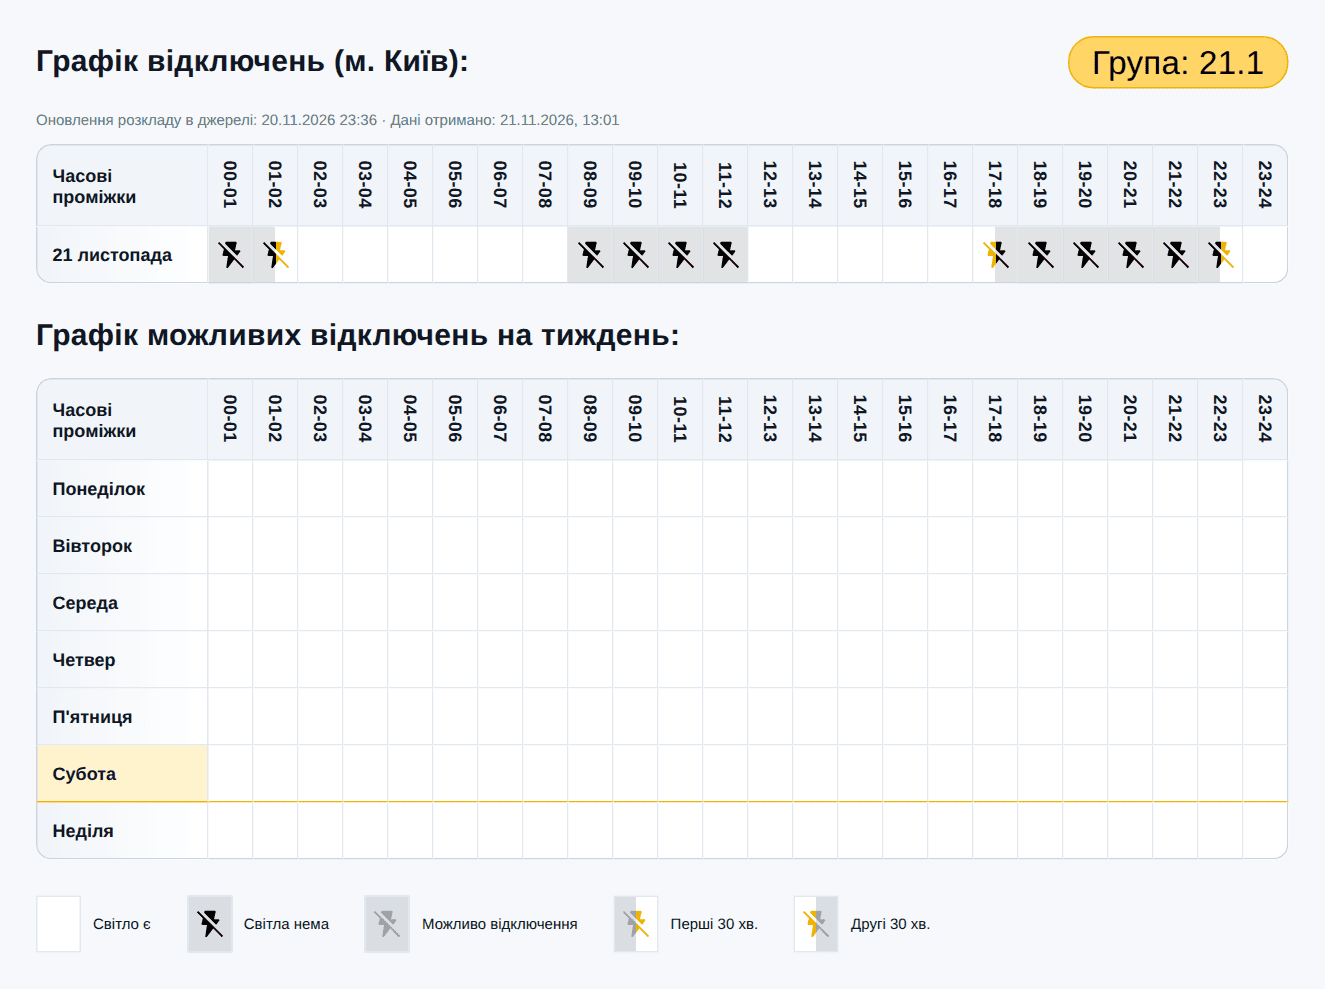 Графік відключень (м. Київ):
Група: 21.1
Оновлення розкладу в джерелі: 20.11.2026 23:36 · Дані отримано: 21.11.2026, 13:01
Часові проміжки 00-01 01-02 02-03 03-04 04-05 05-06 06-07 07-08 08-09 09-10 10-11 11-12 12-13 13-14 14-15 15-16 16-17 17-18 18-19 19-20 20-21 21-22 22-23 23-24
21 листопада
Графік можливих відключень на тиждень:
Часові проміжки 00-01 01-02 02-03 03-04 04-05 05-06 06-07 07-08 08-09 09-10 10-11 11-12 12-13 13-14 14-15 15-16 16-17 17-18 18-19 19-20 20-21 21-22 22-23 23-24
Понеділок
Вівторок
Середа
Четвер
П'ятниця
Субота
Неділя
Світло є Світла нема Можливо відключення Перші 30 хв. Другі 30 хв.